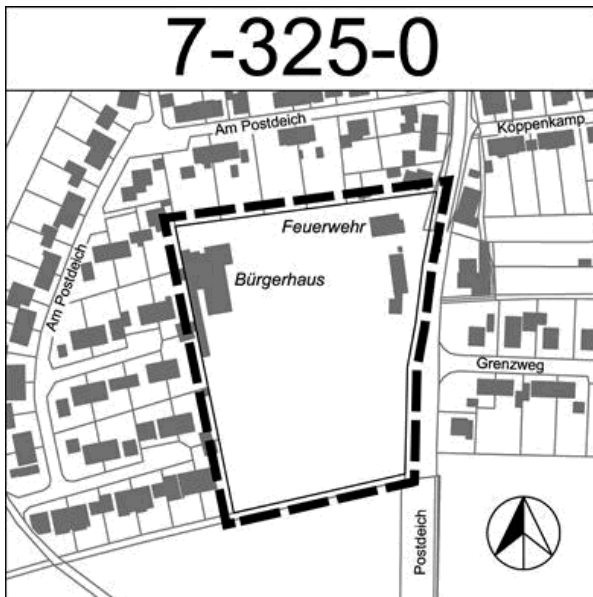 7-325-0
Am Postdeich
Köppenkamp
Feuerwehr
Bürgerhaus
Am Postdeich
Grenzweg
Postdeich